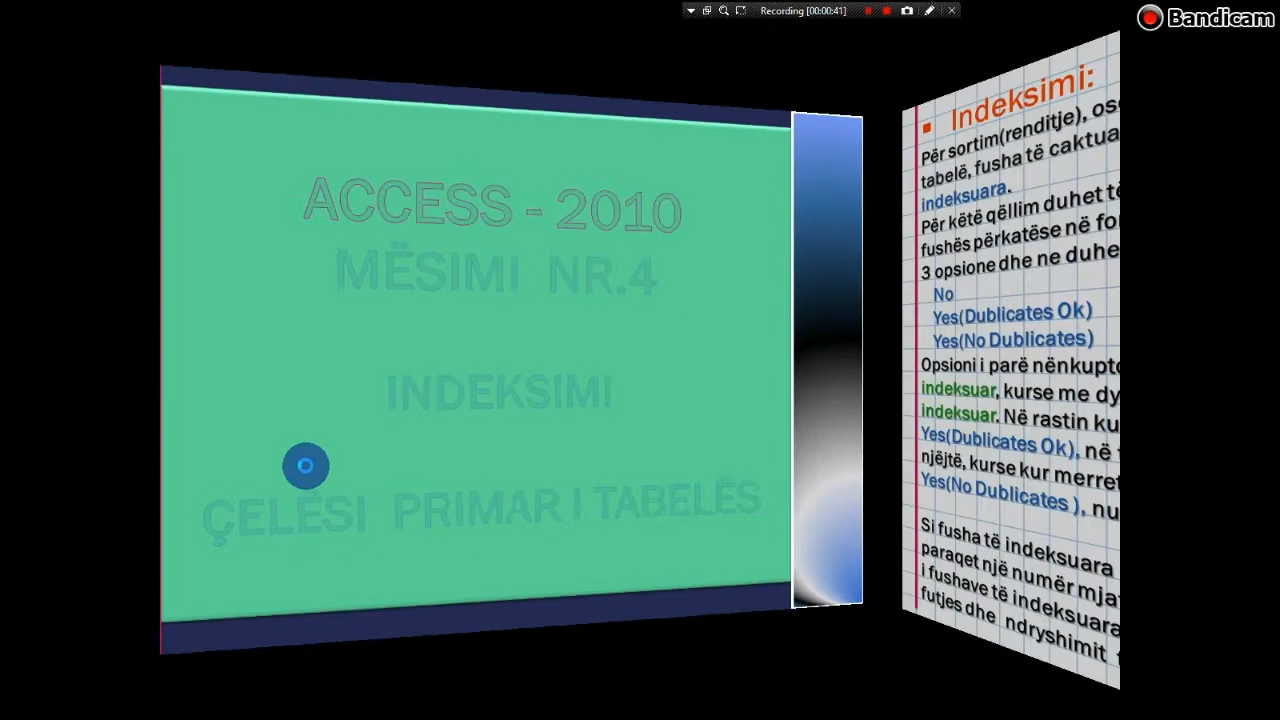 Recording [00:00:41]
Bandicam
ACCESS - 2010
MËSIMI NR.4
INDEKSIMI
ÇELËSI PRIMAR I TABELËS
▪ Indeksimi:
Për sortim(renditje), ose
tabelë, fusha të caktua
indeksuara.
Për këtë qëllim duhet të
fushës përkatëse në fo
3 opsione dhe ne duhe
No
Yes(Dublicates Ok)
Yes(No Dublicates)
Opsioni i parë nënkupto
indeksuar, kurse me dy
indeksuar. Në rastin ku
Yes(Dublicates Ok), në
njëjtë, kurse kur merret
Yes(No Dublicates ), nu
Si fusha të indeksuara
paraqet një numër mja
i fushave të indeksuara
futjes dhe ndryshimit